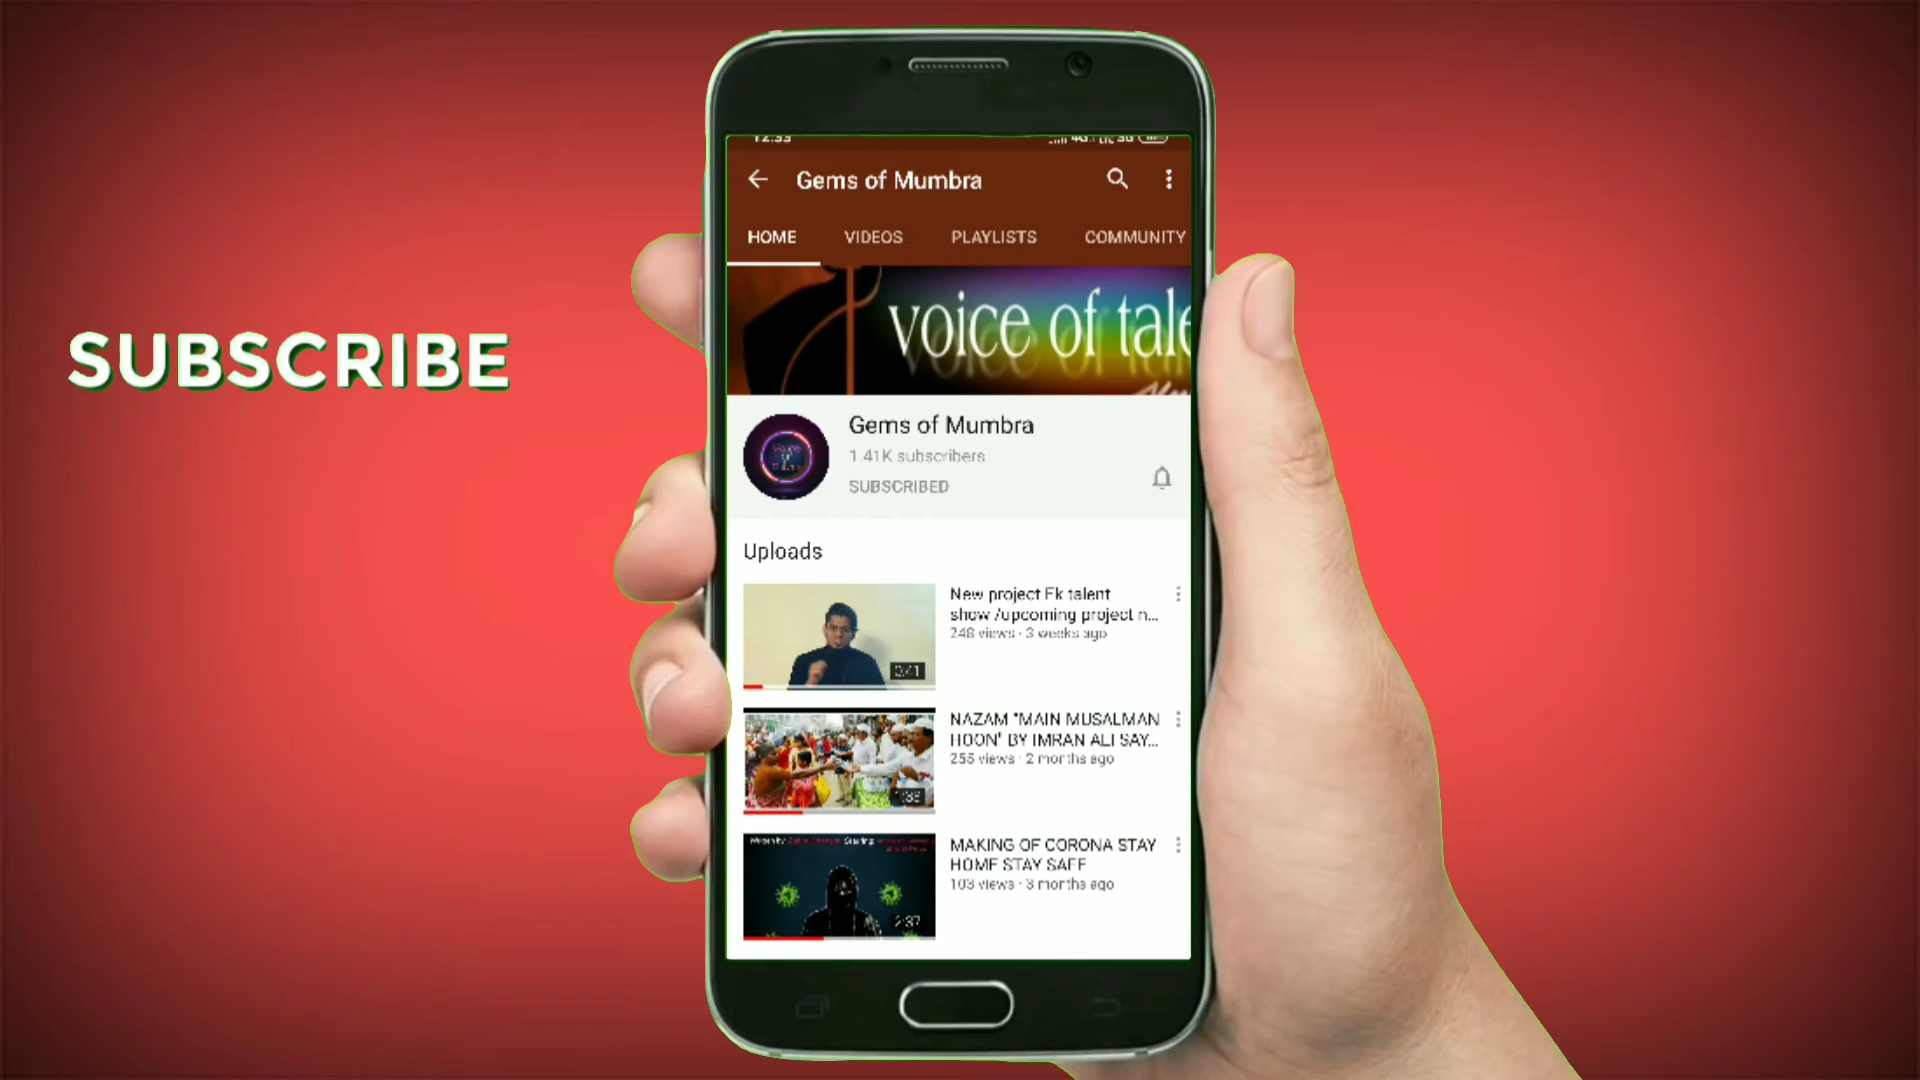 SUBSCRIBE
12:33
Gems of Mumbra
HOME VIDEOS PLAYLISTS COMMUNITY
voice of tale
Gems of Mumbra
1.41K subscribers
SUBSCRIBED
Uploads
New project Ek talent
show /upcoming project n...
248 views · 3 weeks ago
NAZAM "MAIN MUSALMAN
HOON" BY IMRAN ALI SAY...
255 views · 2 months ago
MAKING OF CORONA STAY
HOME STAY SAFE
103 views · 3 months ago
2:37